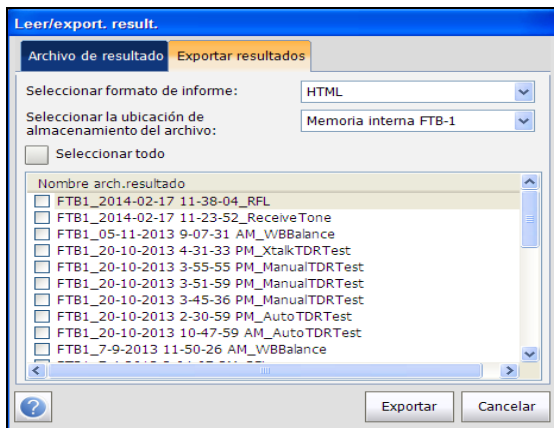 Leer/export. result.
Archivo de resultado
Exportar resultados
Seleccionar formato de informe:
HTML
Seleccionar la ubicación de
almacenamiento del archivo:
Memoria interna FTB-1
Seleccionar todo
Nombre arch.resultado
FTB1_2014-02-17 11-38-04_RFL
FTB1_2014-02-17 11-23-52_ReceiveTone
FTB1_05-11-2013 9-07-31 AM_WBBalance
FTB1_20-10-2013 4-31-33 PM_XtalkTDRTest
FTB1_20-10-2013 3-55-55 PM_ManualTDRTest
FTB1_20-10-2013 3-51-59 PM_ManualTDRTest
FTB1_20-10-2013 3-45-36 PM_ManualTDRTest
FTB1_20-10-2013 2-30-59 PM_AutoTDRTest
FTB1_20-10-2013 10-47-59 AM_AutoTDRTest
FTB1_7-9-2013 11-50-26 AM_WBBalance
?
Exportar
Cancelar